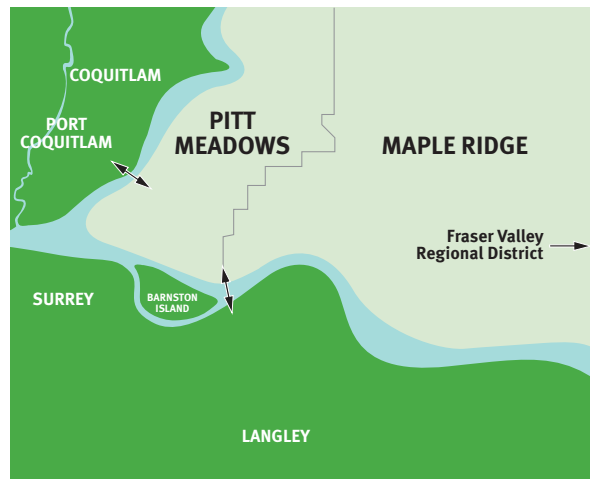 COQUITLAM
PORT
COQUITLAM
PITT
MEADOWS
MAPLE RIDGE
Fraser Valley
Regional District
SURREY
BARNSTON
ISLAND
LANGLEY